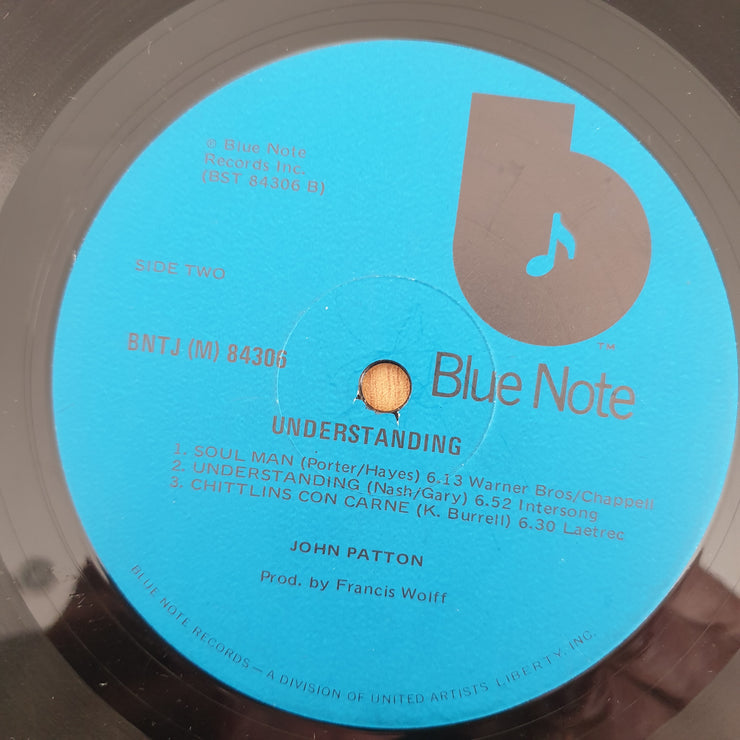 ℗ Blue Note
Records Inc.
(BST 84306 B)
SIDE TWO
BNTJ (M) 84306
TM
Blue Note
UNDERSTANDING
1. SOUL MAN (Porter/Hayes) 6.13 Warner Bros/Chappell
2. UNDERSTANDING (Nash/Gary) 6.52 Intersong
3. CHITTLINS CON CARNE (K. Burrell) 6.30 Laetrec
JOHN PATTON
Prod. by Francis Wolff
BLUE NOTE RECORDS — A DIVISION OF UNITED ARTISTS LIBERTY, INC.